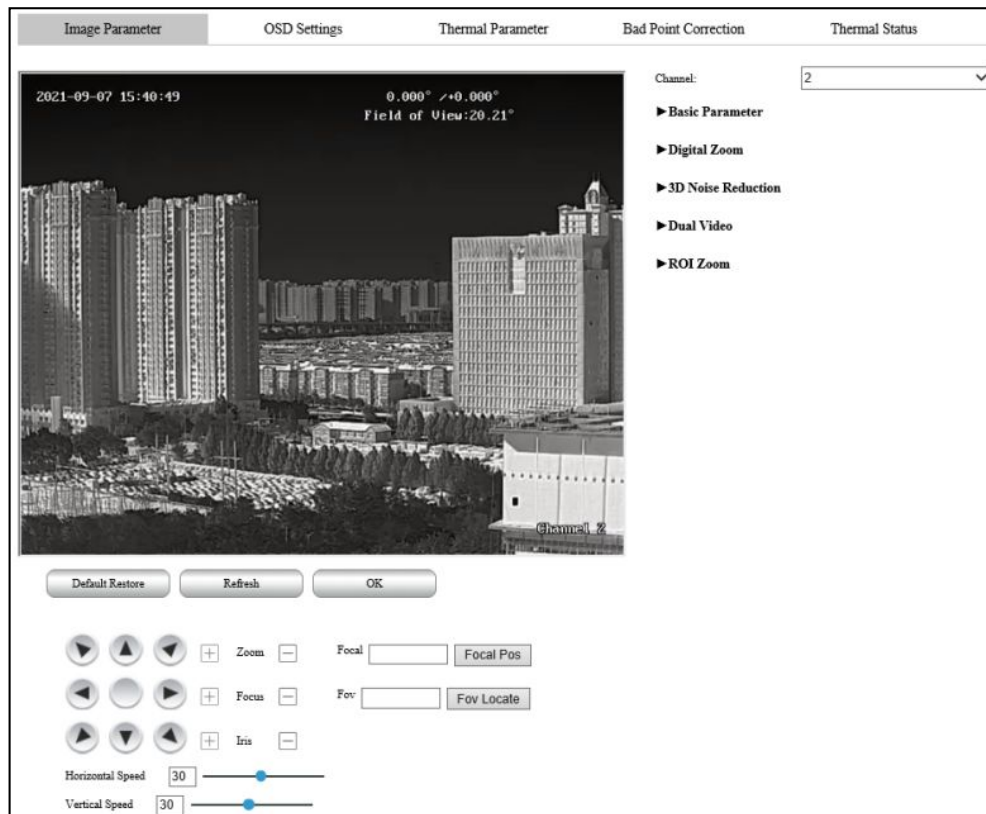 Image Parameter OSD Settings Thermal Parameter Bad Point Correction Thermal Status
Channel: 2
2021-09-07 15:40:49 0.000° /+0.000°
Field of View:20.21°
►Basic Parameter
►Digital Zoom
►3D Noise Reduction
►Dual Video
►ROI Zoom
Channel 2
Default Restore Refresh OK
Zoom Focal Focal Pos
Focus Fov Fov Locate
Iris
Horizontal Speed 30
Vertical Speed 30